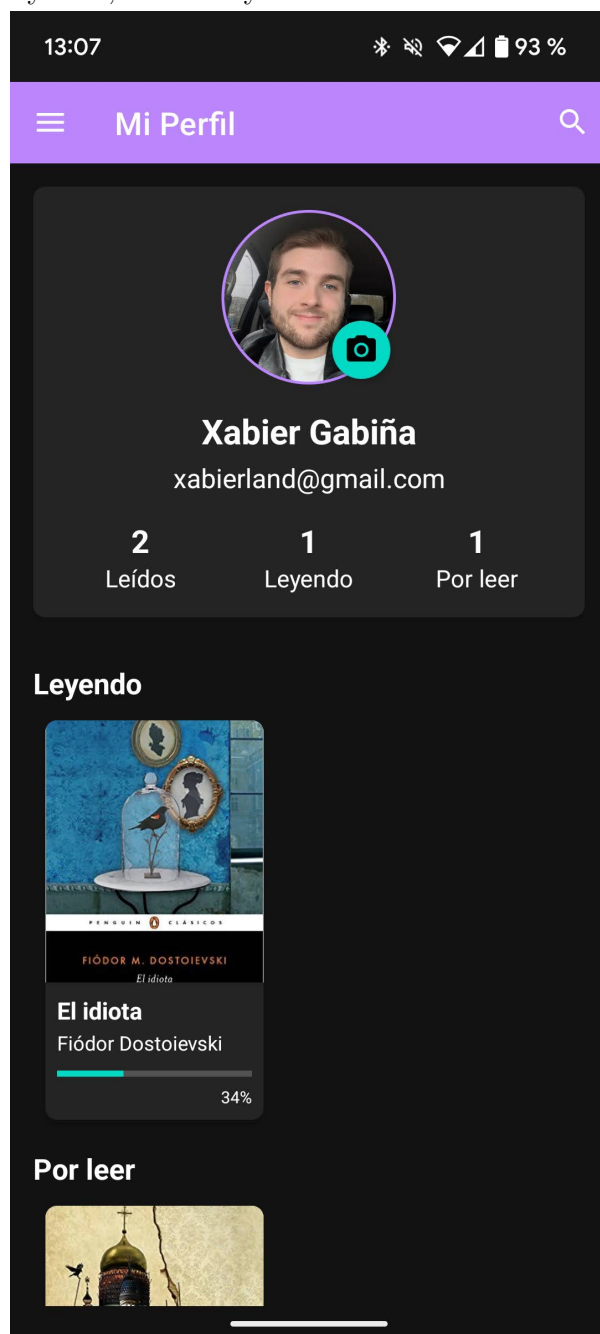 13:07
93 %
Mi Perfil
Xabier Gabiña
xabierland@gmail.com
2
1
1
Leídos
Leyendo
Por leer
Leyendo
PENGUIN CLÁSICOS
FIÓDOR M. DOSTOIEVSKI
El idiota
El idiota
Fiódor Dostoievski
34%
Por leer